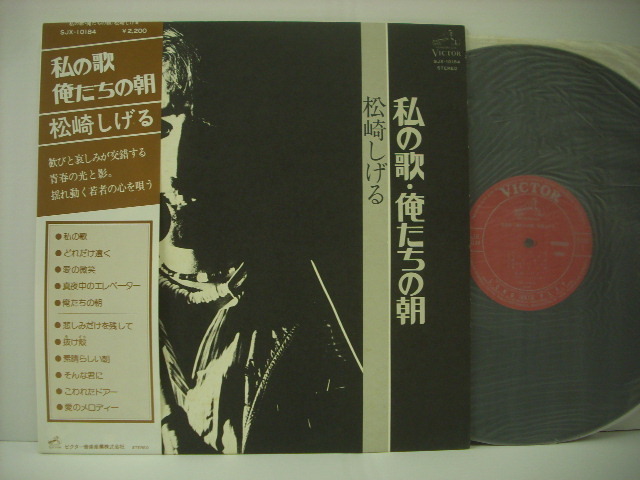 SJX-10184 ¥2,200
私の歌
俺たちの朝
松崎しげる
歓びと哀しみが交錯する
青春の光と影。
揺れ動く若者の心を唄う
●私の歌
●どれだけ遠く
●君の微笑
●真夜中のエレベーター
●俺たちの朝
●悲しみだけを残して
●抜け殻
●素晴らしい朝
●そんな君に
●こわれたドアー
●愛のメロディー
ビクター音楽産業株式会社 STEREO
VICTOR
SJX-10184
STEREO
私の歌・俺たちの朝
松崎しげる
VICTOR